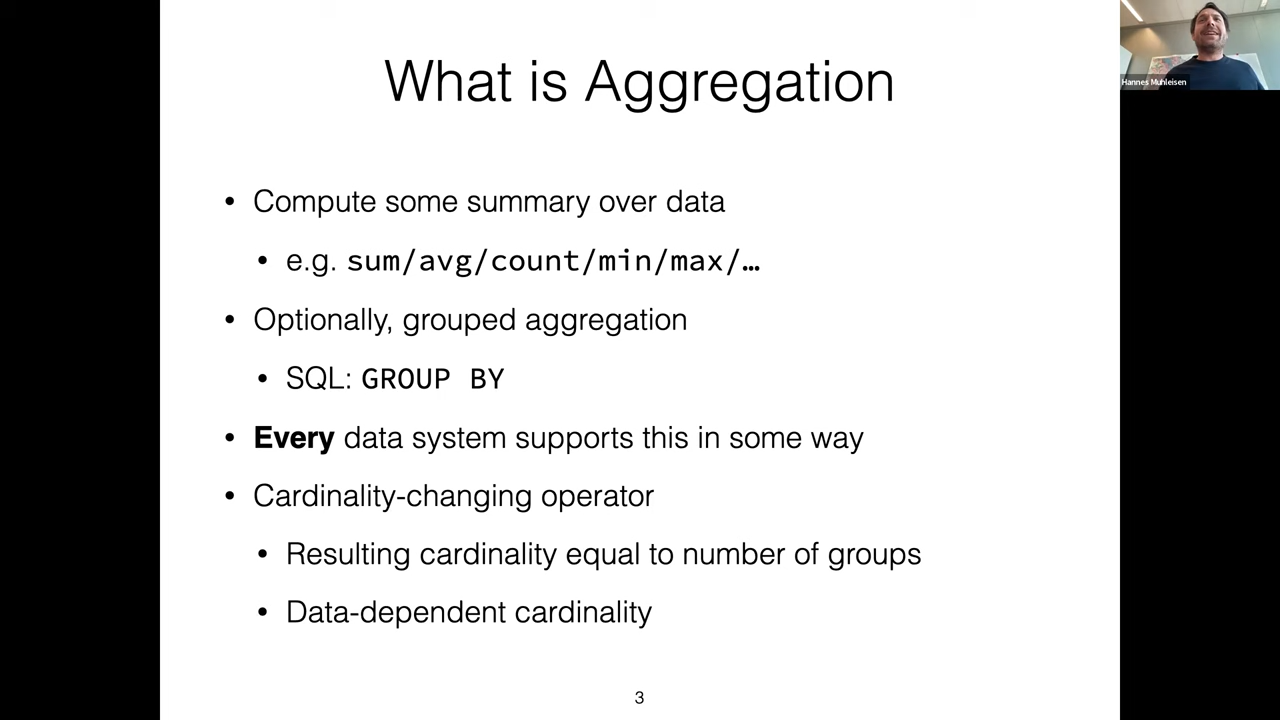 What is Aggregation
Hannes Muhleisen
• Compute some summary over data
• e.g. sum/avg/count/min/max/…
• Optionally, grouped aggregation
• SQL: GROUP BY
• Every data system supports this in some way
• Cardinality-changing operator
• Resulting cardinality equal to number of groups
• Data-dependent cardinality
3